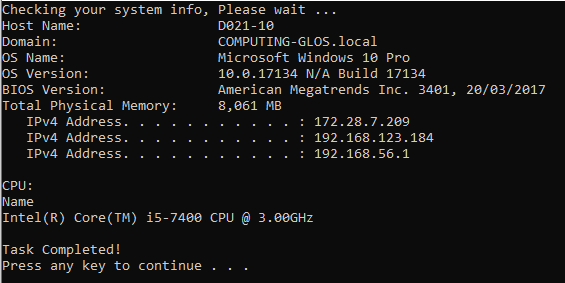 Checking your system info, Please wait ...
Host Name:                 D021-10
Domain:                    COMPUTING-GLOS.local
OS Name:                   Microsoft Windows 10 Pro
OS Version:                10.0.17134 N/A Build 17134
BIOS Version:              American Megatrends Inc. 3401, 20/03/2017
Total Physical Memory:     8,061 MB
   IPv4 Address. . . . . . . . . . . : 172.28.7.209
   IPv4 Address. . . . . . . . . . . : 192.168.123.184
   IPv4 Address. . . . . . . . . . . : 192.168.56.1
CPU:
Name
Intel(R) Core(TM) i5-7400 CPU @ 3.00GHz
Task Completed!
Press any key to continue . . .